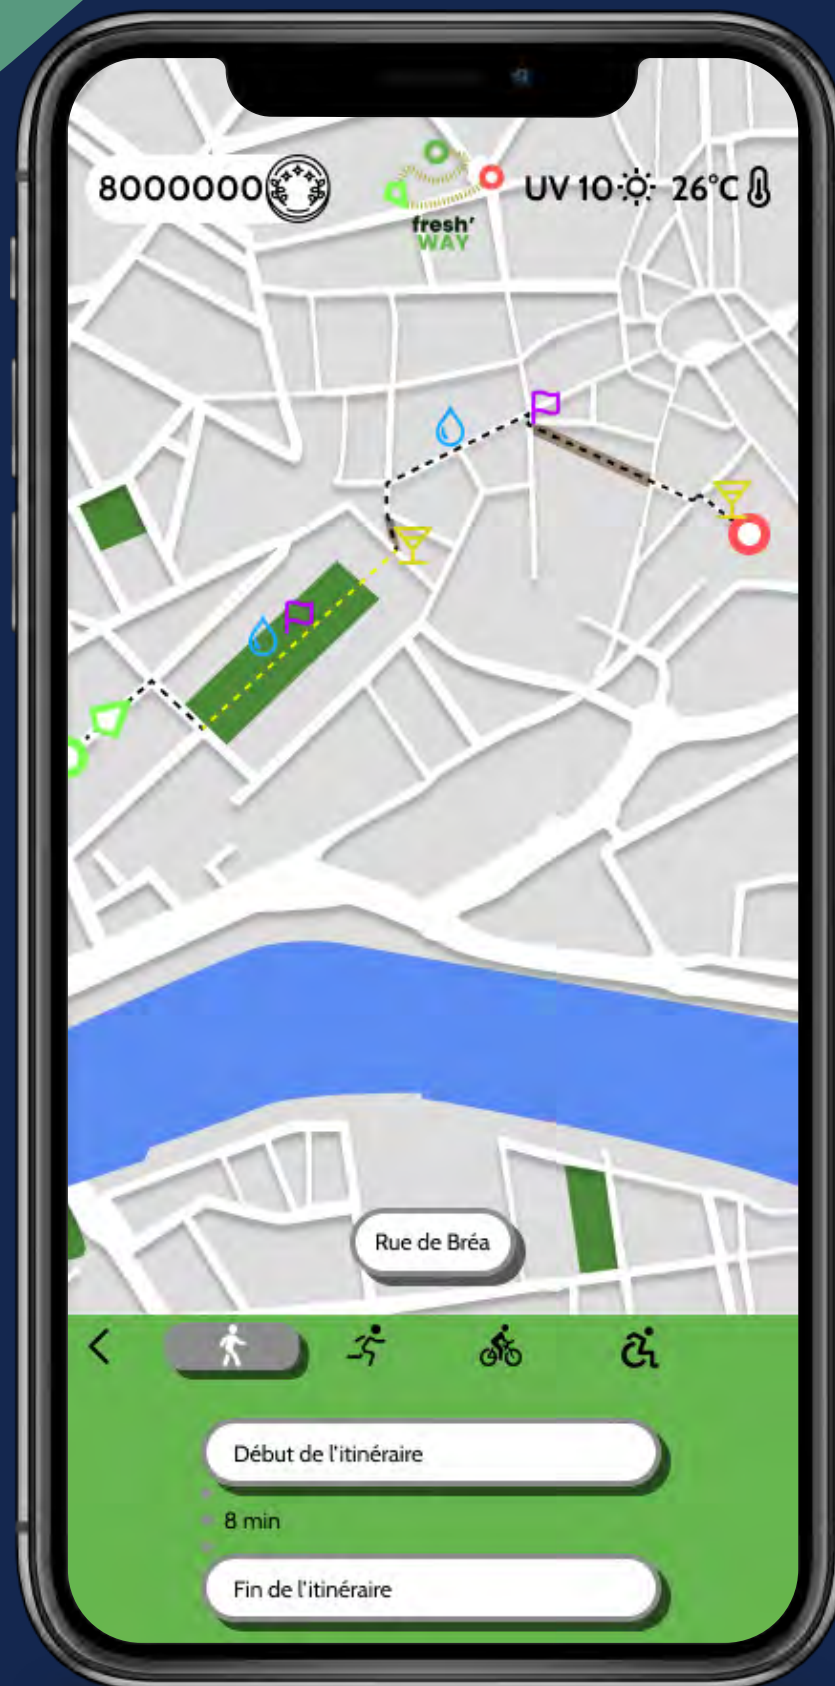 8000000
fresh'
WAY
UV 10
26°C
Rue de Bréa
Début de l'itinéraire
8 min
Fin de l'itinéraire